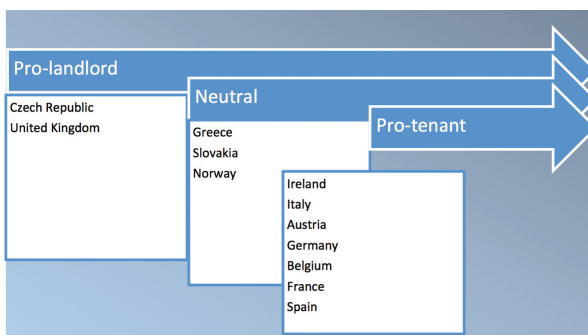 Pro-landlord
Czech Republic
United Kingdom
Neutral
Greece
Slovakia
Norway
Pro-tenant
Ireland
Italy
Austria
Germany
Belgium
France
Spain